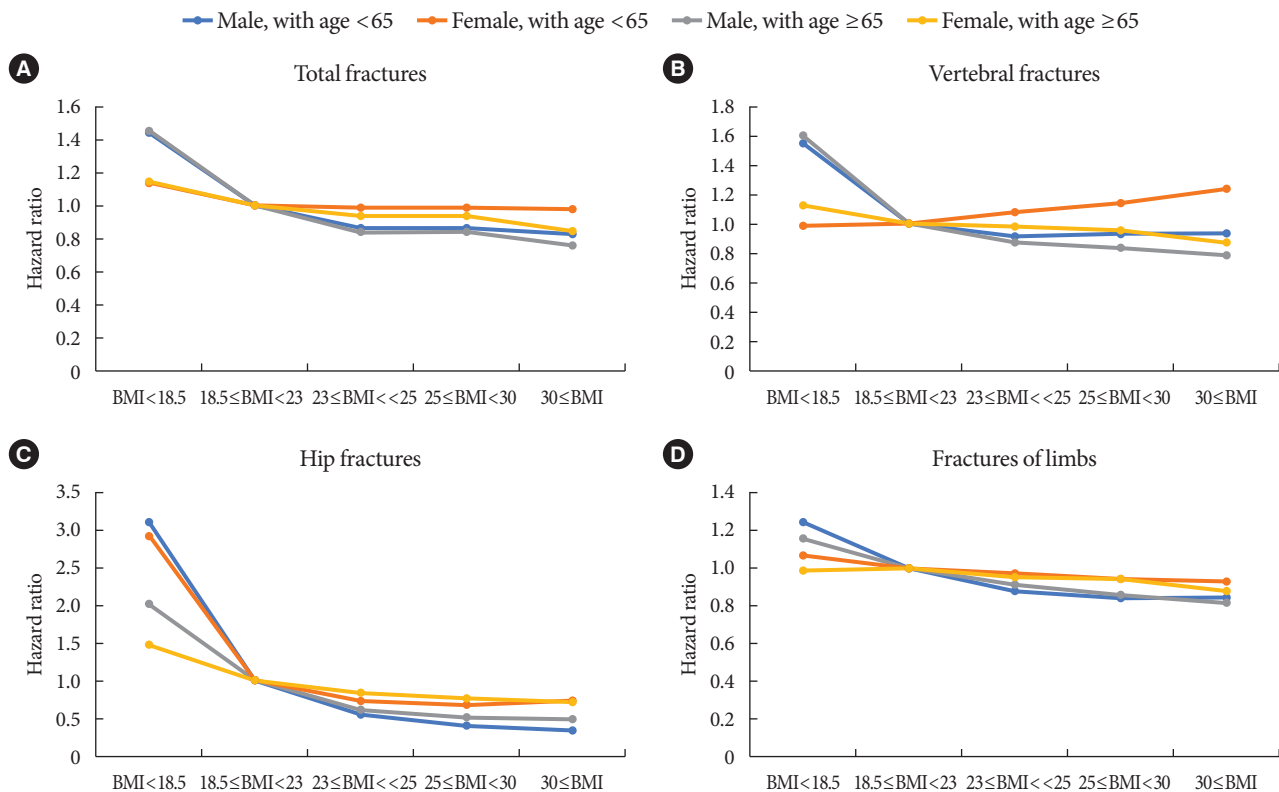 Male, with age <65 Female, with age <65 Male, with age ≥65 Female, with age ≥65
A Total fractures
Hazard ratio
1.6
1.4
1.2
1.0
0.8
0.6
0.4
0.2
0
BMI<18.5 18.5≤BMI<23 23≤BMI<<25 25≤BMI<30 30≤BMI
B Vertebral fractures
Hazard ratio
1.8
1.6
1.4
1.2
1.0
0.8
0.6
0.4
0.2
0
BMI<18.5 18.5≤BMI<23 23≤BMI<<25 25≤BMI<30 30≤BMI
C Hip fractures
Hazard ratio
3.5
3.0
2.5
2.0
1.5
1.0
0.5
0
BMI<18.5 18.5≤BMI<23 23≤BMI<<25 25≤BMI<30 30≤BMI
D Fractures of limbs
Hazard ratio
1.4
1.2
1.0
0.8
0.6
0.4
0.2
0
BMI<18.5 18.5≤BMI<23 23≤BMI<<25 25≤BMI<30 30≤BMI